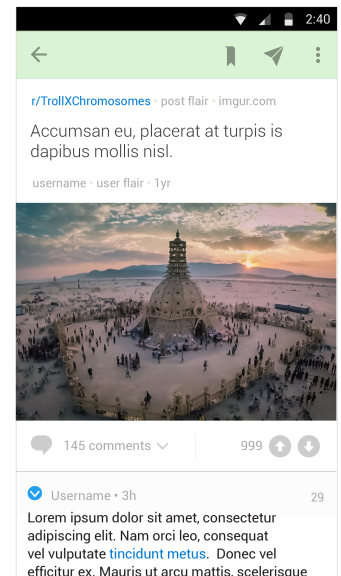 2:40
r/TrollXChromosomes · post flair · imgur.com
Accumsan eu, placerat at turpis is
dapibus mollis nisl.
username · user flair · 1yr
145 comments
999
Username • 3h
29
Lorem ipsum dolor sit amet, consectetur
adipiscing elit. Nam orci leo, consequat
vel vulputate tincidunt metus. Donec vel
efficitur ex. Mauris ut arcu mattis, scelerisque